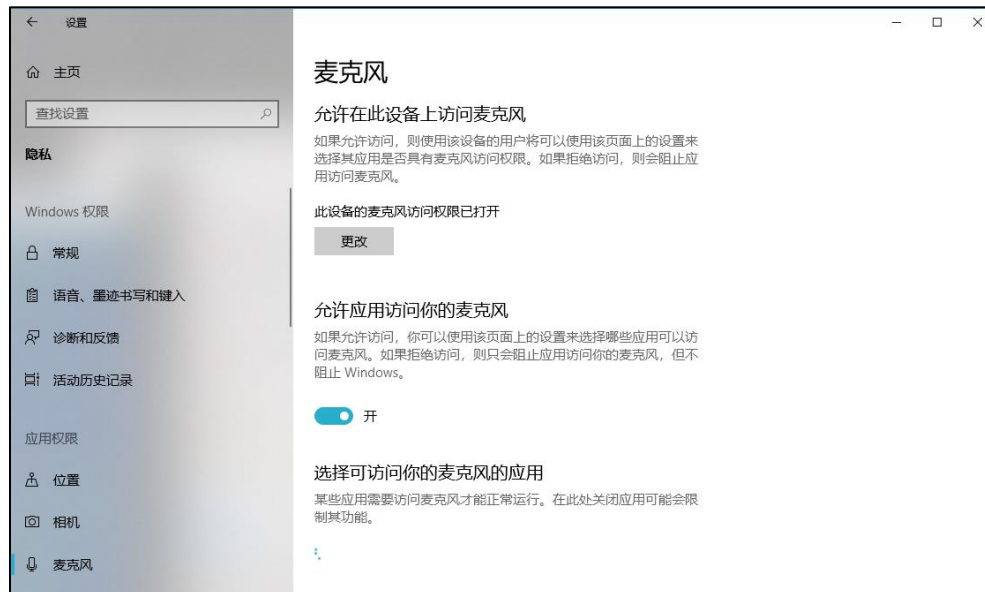 设置
主页
查找设置
隐私
Windows 权限
常规
语音、墨迹书写和键入
诊断和反馈
活动历史记录
应用权限
位置
相机
麦克风
麦克风
允许在此设备上访问麦克风
如果允许访问，则使用该设备的用户将可以使用该页面上的设置来
选择其应用是否具有麦克风访问权限。如果拒绝访问，则会阻止应
用访问麦克风。
此设备的麦克风访问权限已打开
更改
允许应用访问你的麦克风
如果允许访问，你可以使用该页面上的设置来选择哪些应用可以访
问麦克风。如果拒绝访问，则只会阻止应用访问你的麦克风，但不
阻止 Windows。
开
选择可访问你的麦克风的应用
某些应用需要访问麦克风才能正常运行。在此处关闭应用可能会限
制其功能。